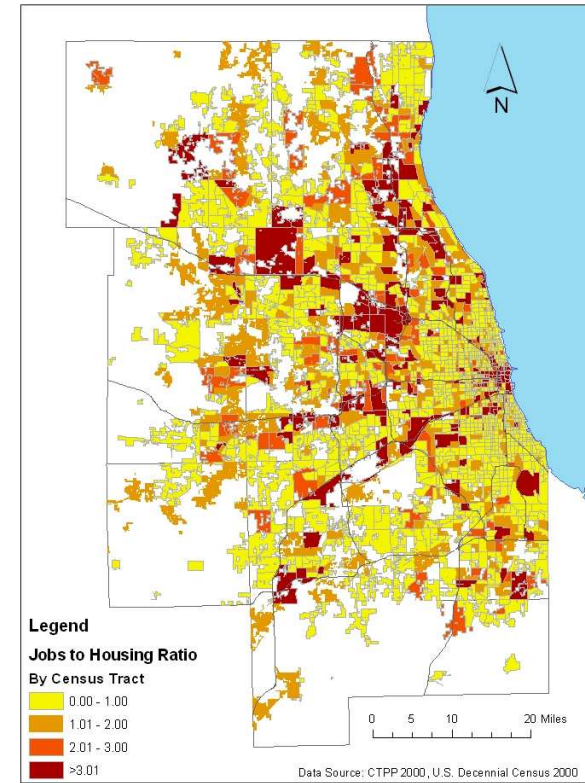 N
Legend
Jobs to Housing Ratio
By Census Tract
0.00 - 1.00
1.01 - 2.00
2.01 - 3.00
>3.01
0 5 10 20 Miles
Data Source: CTPP 2000, U.S. Decennial Census 2000